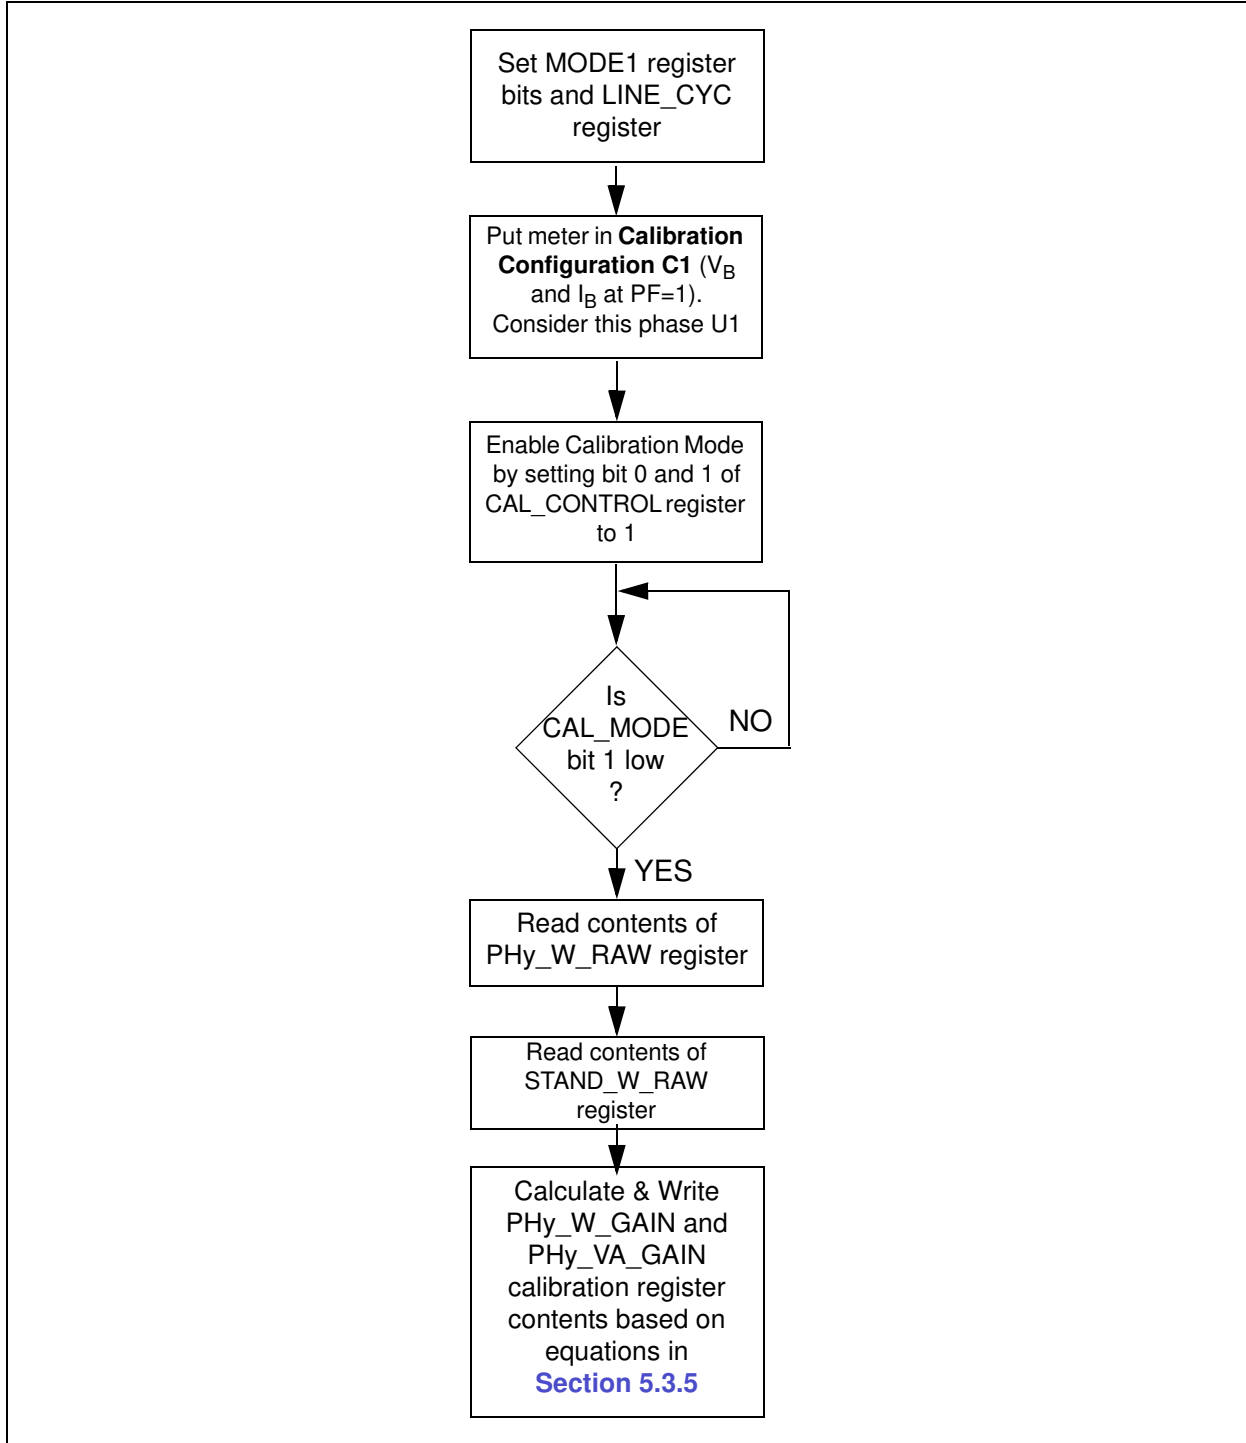 Set MODE1 register
bits and LINE_CYC
register
Put meter in Calibration
Configuration C1 (VB
and IB at PF=1).
Consider this phase U1
Enable Calibration Mode
by setting bit 0 and 1 of
CAL_CONTROL register
to 1
Is
CAL_MODE
bit 1 low
?
NO
YES
Read contents of
PHy_W_RAW register
Read contents of
STAND_W_RAW
register
Calculate & Write
PHy_W_GAIN and
PHy_VA_GAIN
calibration register
contents based on
equations in
Section 5.3.5